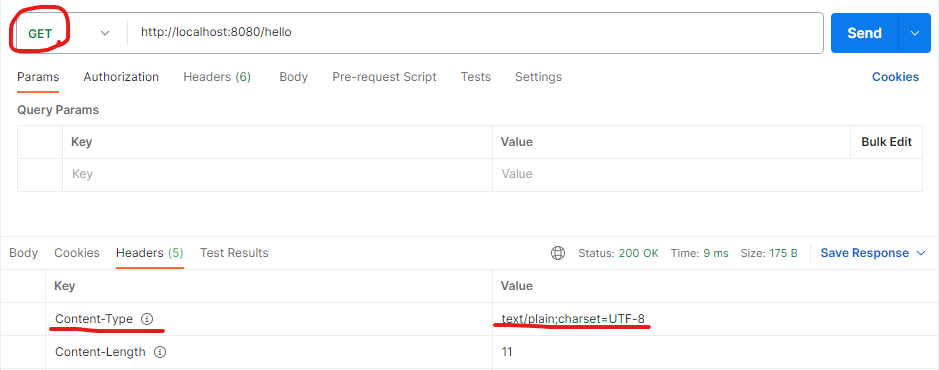 GET http://localhost:8080/hello Send
Params Authorization Headers (6) Body Pre-request Script Tests Settings Cookies
Query Params
Key Value Bulk Edit
Key Value
Body Cookies Headers (5) Test Results Status: 200 OK Time: 9 ms Size: 175 B Save Response
Key Value
Content-Type text/plain;charset=UTF-8
Content-Length 11